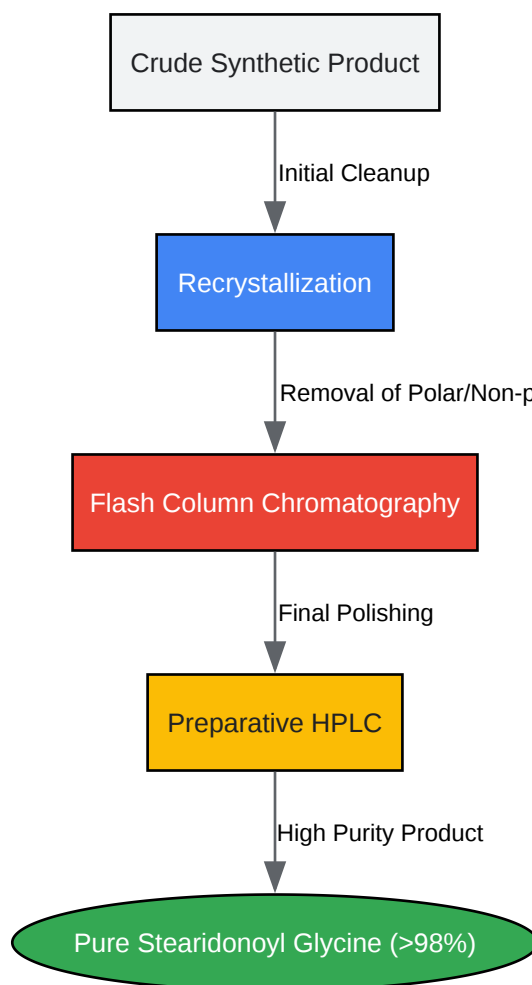 Crude Synthetic Product
Initial Cleanup
Recrystallization
Removal of Polar/Non-p
Flash Column Chromatography
Final Polishing
Preparative HPLC
High Purity Product
Pure Stearidonoyl Glycine (>98%)